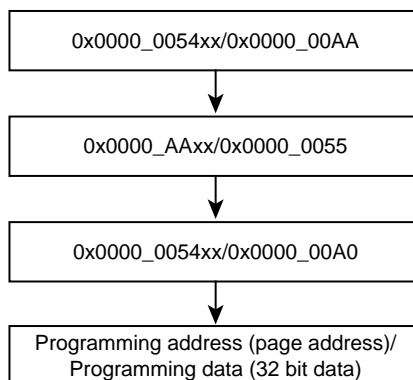 0x0000_0054xx/0x0000_00AA
0x0000_AAxx/0x0000_0055
0x0000_0054xx/0x0000_00A0
Programming address (page address)/
Programming data (32 bit data)